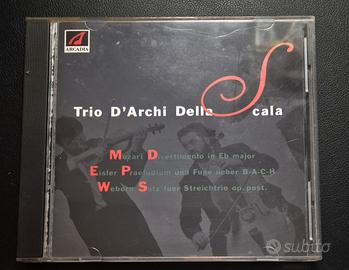 ARCADIA
Trio D'Archi Della Scala
Mozart Divertimento in Eb major
Eisler Praeludium und Fuge ueber B-A-C-H
Webern Satz fuer Streichtrio op.post.
subito